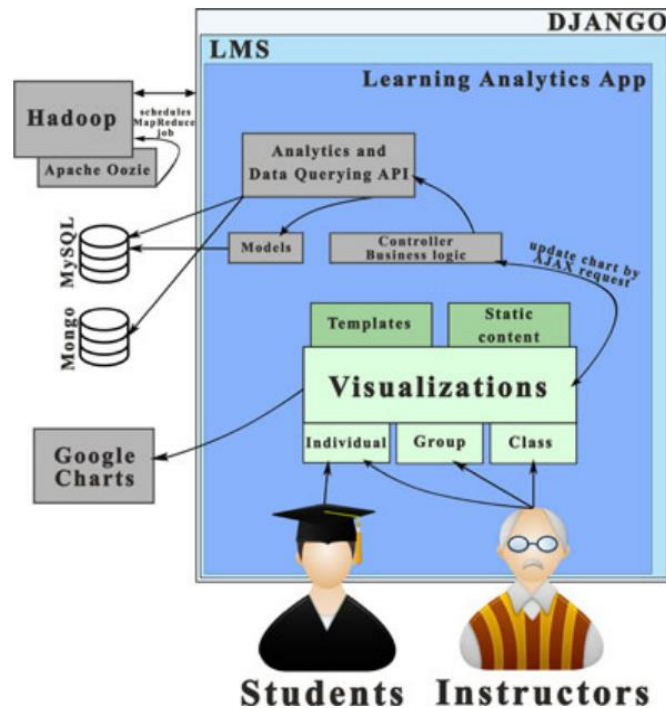 DJANGO
LMS
Learning Analytics App
Hadoop
schedules
MapReduce
job
Apache Oozie
Analytics and
Data Querying API
MySQL
Models
Controller
Business logic
update chart by
AJAX request
Mongo
Templates
Static
content
Visualizations
Individual
Group
Class
Google
Charts
Students
Instructors